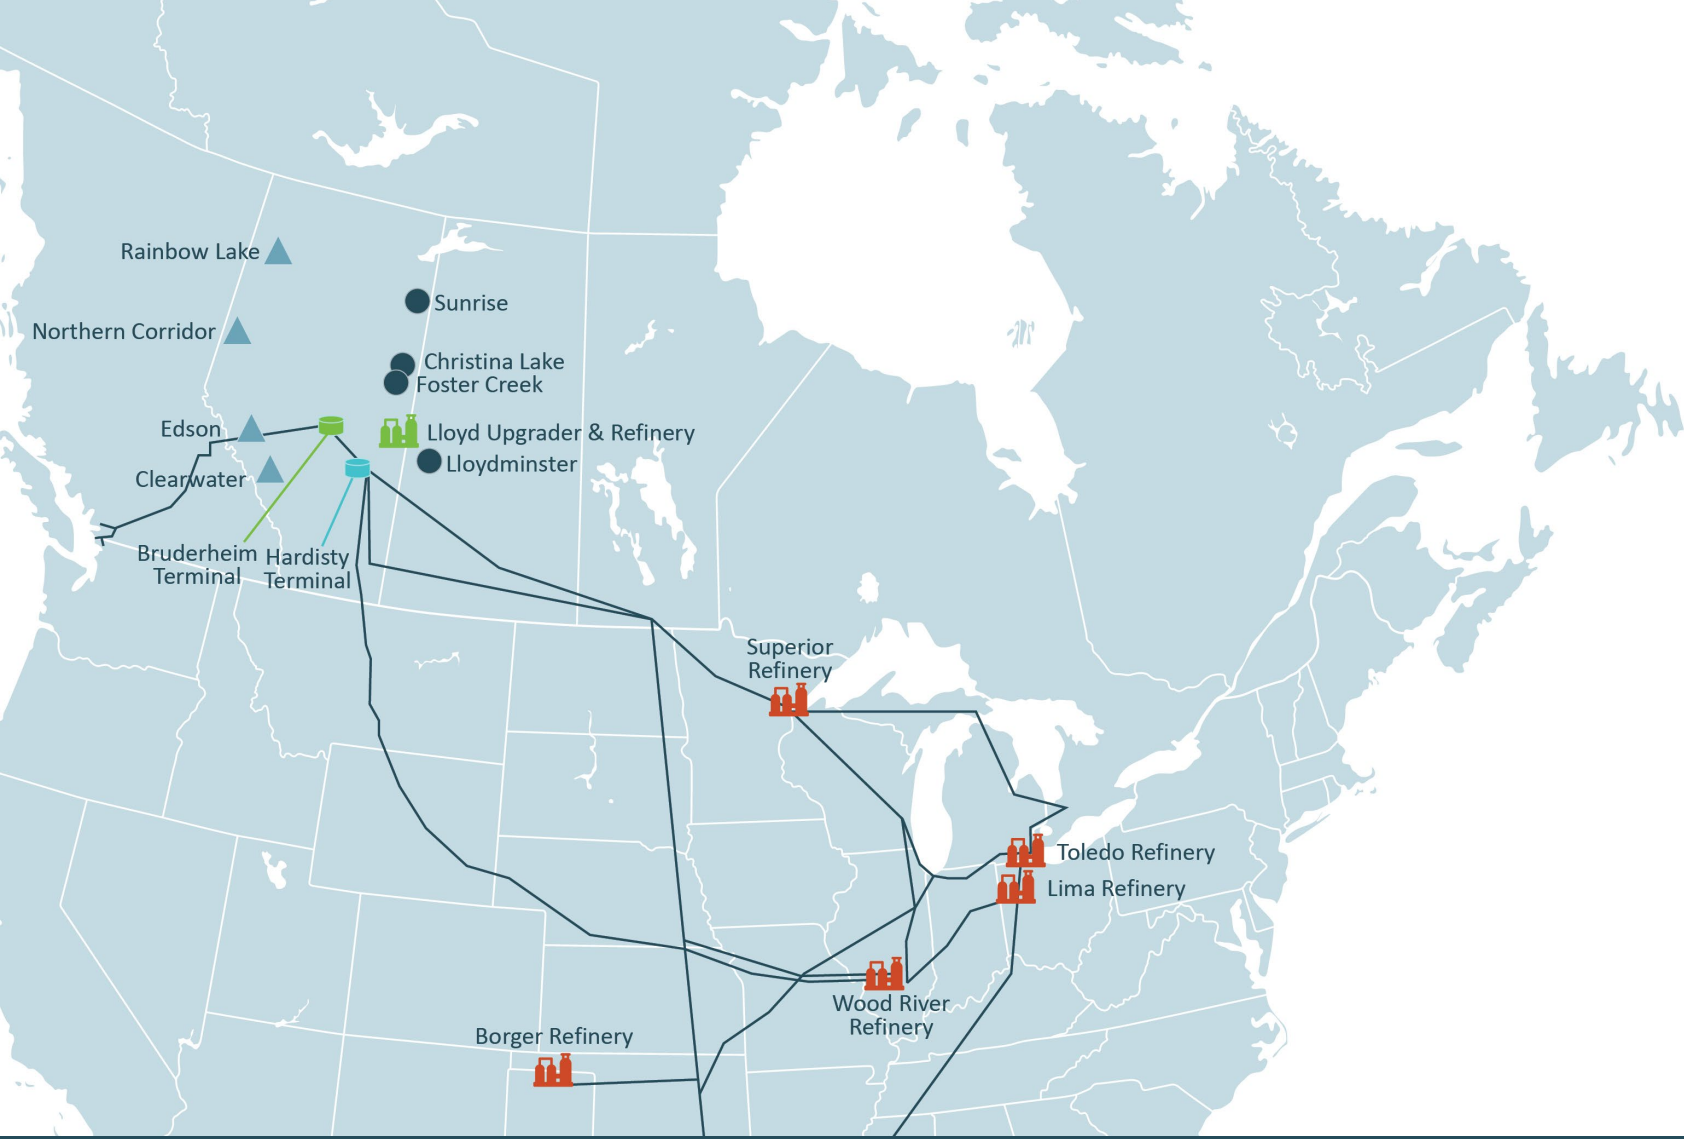 Rainbow Lake
Sunrise
Northern Corridor
Christina Lake
Foster Creek
Edson
Lloyd Upgrader & Refinery
Lloydminster
Clearwater
Bruderheim
Terminal
Hardisty
Terminal
Superior
Refinery
Toledo Refinery
Lima Refinery
Wood River
Refinery
Borger Refinery